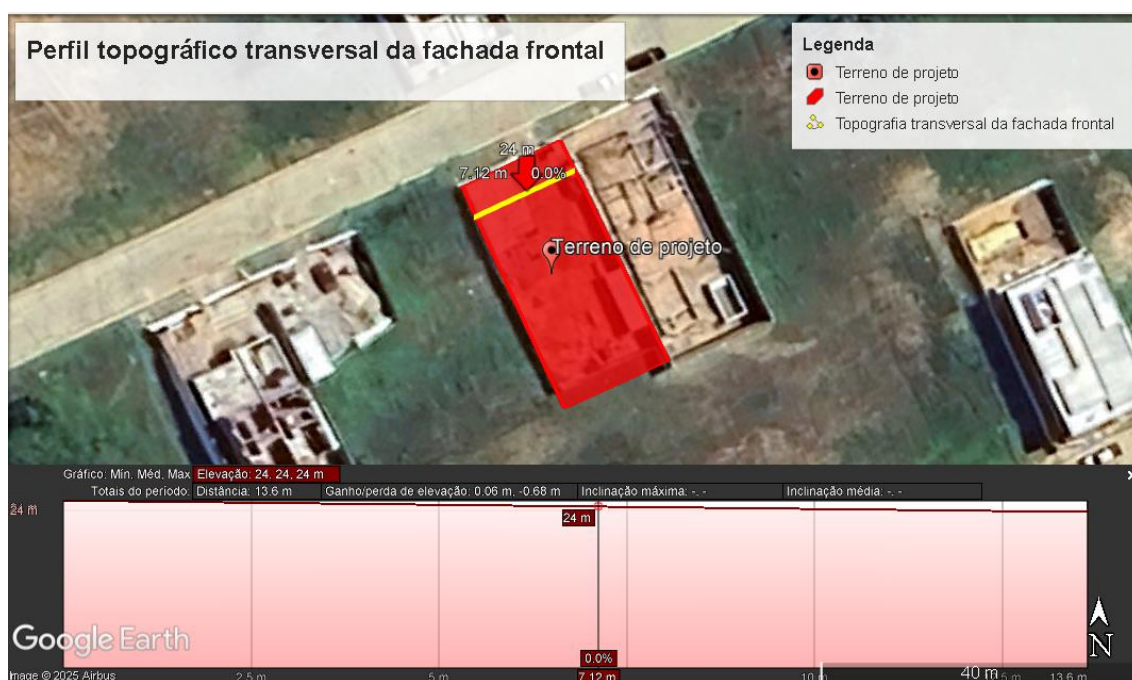 Perfil topográfico transversal da fachada frontal
Legenda
Terreno de projeto
Terreno de projeto
Topografia transversal da fachada frontal
24 m
7.12 m 0.0%
Terreno de projeto
Gráfico: Mín. Méd, Max Elevação: 24. 24, 24 m
Totais do período: Distância: 13.6 m Ganho/perda de elevação: 0.06 m, -0.68 m Inclinação máxima: -. - Inclinação média: -. -
24 m
24 m
Google Earth
N
0.0%
Image © 2025 Airbus
2.5 m 5 m 7.12 m 10 m 13.6 m
40 m